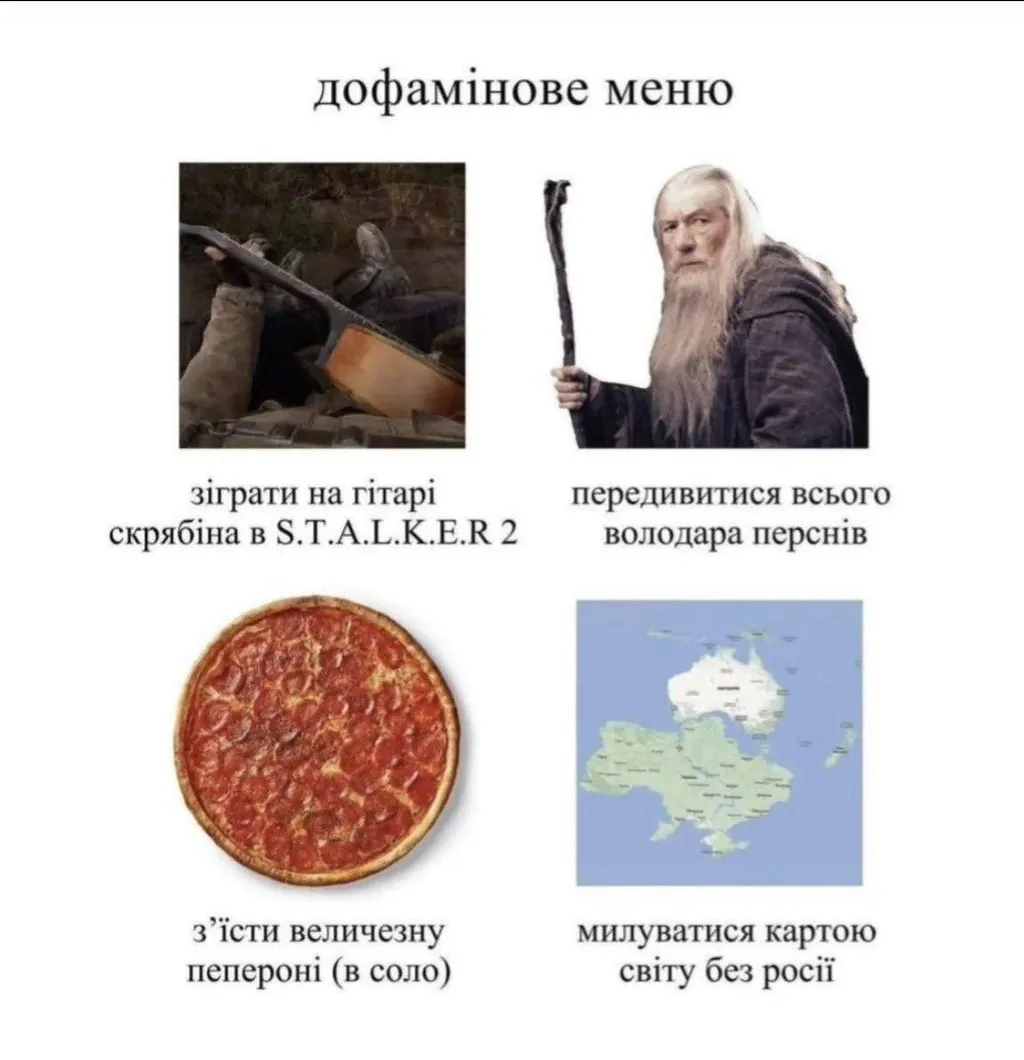 дофамінове меню
зіграти на гітарі
скрябіна в S.T.A.L.K.E.R 2
передивитися всього
володара перснів
з’їсти величезну
пепероні (в соло)
милуватися картою
світу без росії